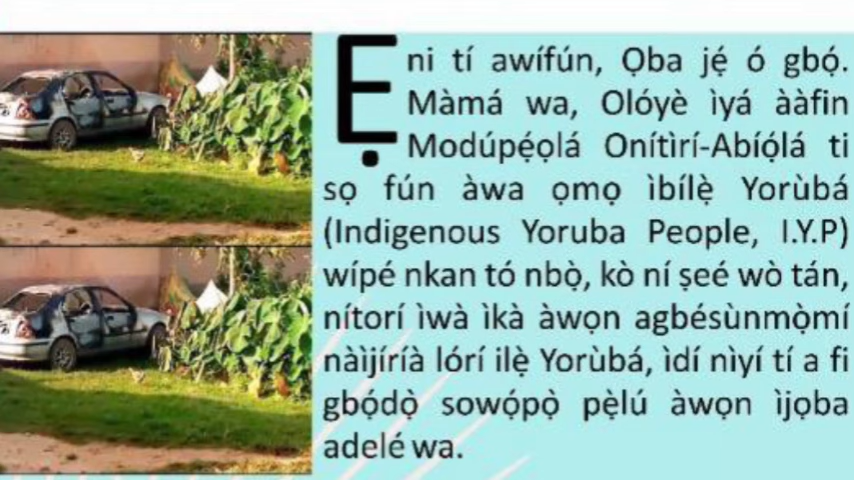 Ẹni tí awífún, Ọba jẹ́ ó gbọ́.
Màmá wa, Olóyè ìyá ààfin
Modúpẹ́ọlá Onítìrí-Abíọ́lá ti
sọ fún àwa ọmọ ìbílẹ̀ Yorùbá
(Indigenous Yoruba People, I.Y.P)
wípé nkan tó nbọ̀, kò ní ṣeé wò tán,
nítorí ìwà ìkà àwọn agbésùnmọ̀mí
nàìjíríà lórí ilẹ̀ Yorùbá, ìdí nìyí tí a fi
gbọ́dọ̀ sowọ́pọ̀ pẹ̀lú àwọn ìjọba
adelé wa.